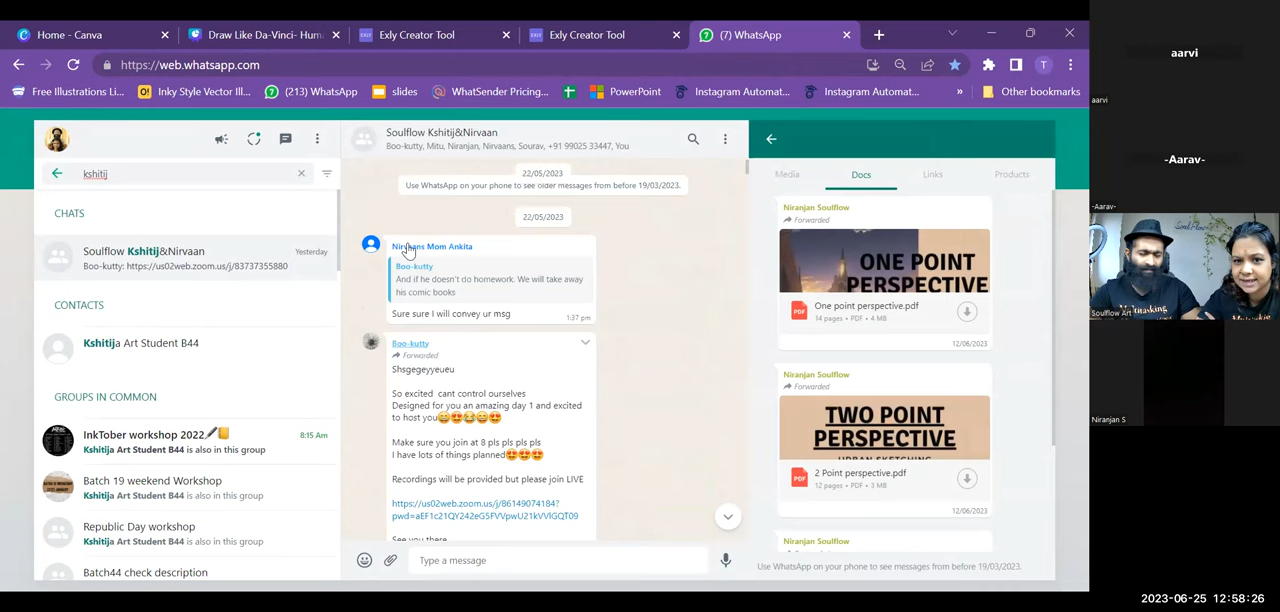 Home - Canva
Draw Like Da-Vinci- Hum
Exly Creator Tool
Exly Creator Tool
(7) WhatsApp
https://web.whatsapp.com
Free Illustrations Li...
Inky Style Vector Ill...
(213) WhatsApp
slides
WhatSender Pricing...
PowerPoint
Instagram Automat...
Instagram Automat...
»
Other bookmarks
T
kshitij
CHATS
Soulflow Kshitij&Nirvaan
Yesterday
Boo-kutty: https://us02web.zoom.us/j/83737355880
CONTACTS
Kshitija Art Student B44
GROUPS IN COMMON
InkTober workshop 2022
8:15 Am
Kshitija Art Student B44 is also in this group
Batch 19 weekend Workshop
Kshitija Art Student B44 is also in this group
Republic Day workshop
Kshitija Art Student B44 is also in this group
Batch44 check description
Soulflow Kshitij&Nirvaan
Boo-kutty, Mitu, Niranjan, Nirvaans, Sourav, +91 99025 33447, You
22/05/2023
Use WhatsApp on your phone to see older messages from before 19/03/2023.
22/05/2023
Nirvaans Mom Ankita
Boo-kutty
And if he doesn't do homework. We will take away
his comic books
Sure sure I will convey ur msg
1:37 pm
Boo-kutty
Forwarded
Shsgegeyyeueu
So excited cant control ourselves
Designed for you an amazing day 1 and excited
to host you😄😍😂😄😍
Make sure you join at 8 pls pls pls pls
I have lots of things planned😍😍😍
Recordings will be provided but please join LIVE
https://us02web.zoom.us/j/86149074184?
pwd=aEF1c21QY242eG5FVVpwU21kVVlGQT09
See you there
Type a message
Media
Docs
Links
Products
Niranjan Soulflow
Forwarded
ONE POINT
PERSPECTIVE
One point perspective.pdf
14 pages • PDF • 4 MB
12/06/2023
Niranjan Soulflow
Forwarded
TWO POINT
PERSPECTIVE
URBAN SKETCHING
2 Point perspective.pdf
12 pages • PDF • 3 MB
12/06/2023
Niranjan Soulflow
Use WhatsApp on your phone to see messages from before 19/03/2023.
aarvi
aarvi
-Aarav-
-Aarav-
Soulflow Art
Niranjan S
2023-06-25 12:58:26